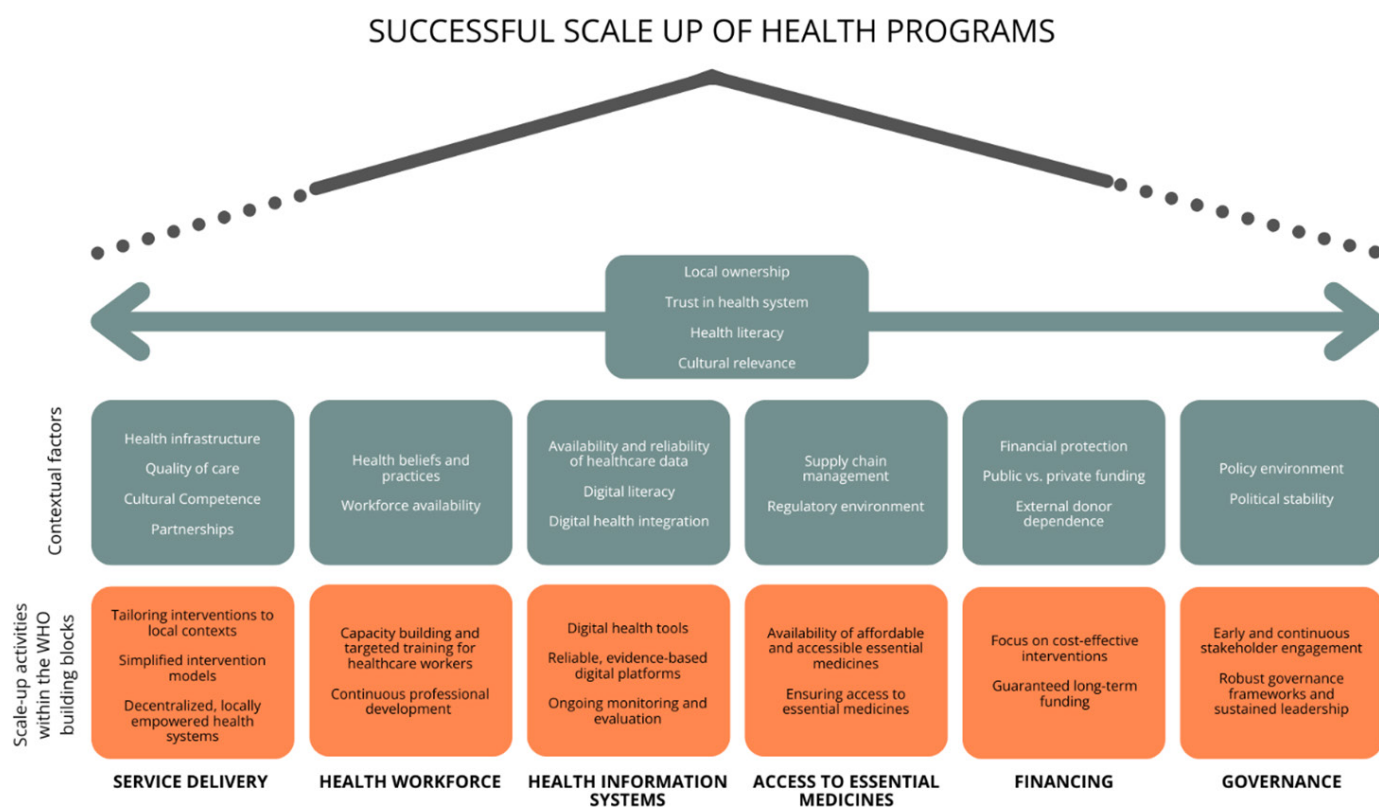 SUCCESSFUL SCALE UP OF HEALTH PROGRAMS
Local ownership
Trust in health system
Health literacy
Cultural relevance
Contextual factors
Health infrastructure
Quality of care
Cultural Competence
Partnerships
Health beliefs and
practices
Workforce availability
Availability and reliability
of healthcare data
Digital literacy
Digital health integration
Supply chain
management
Regulatory environment
Financial protection
Public vs. private funding
External donor
dependence
Policy environment
Political stability
Scale-up activities
within the WHO
building blocks
Tailoring interventions to
local contexts
Simplified intervention
models
Decentralized, locally
empowered health
systems
Capacity building and
targeted training for
healthcare workers
Continuous professional
development
Digital health tools
Reliable, evidence-based
digital platforms
Ongoing monitoring and
evaluation
Availability of affordable
and accessible essential
medicines
Ensuring access to
essential medicines
Focus on cost-effective
interventions
Guaranteed long-term
funding
Early and continuous
stakeholder engagement
Robust governance
frameworks and
sustained leadership
SERVICE DELIVERY
HEALTH WORKFORCE
HEALTH INFORMATION
SYSTEMS
ACCESS TO ESSENTIAL
MEDICINES
FINANCING
GOVERNANCE